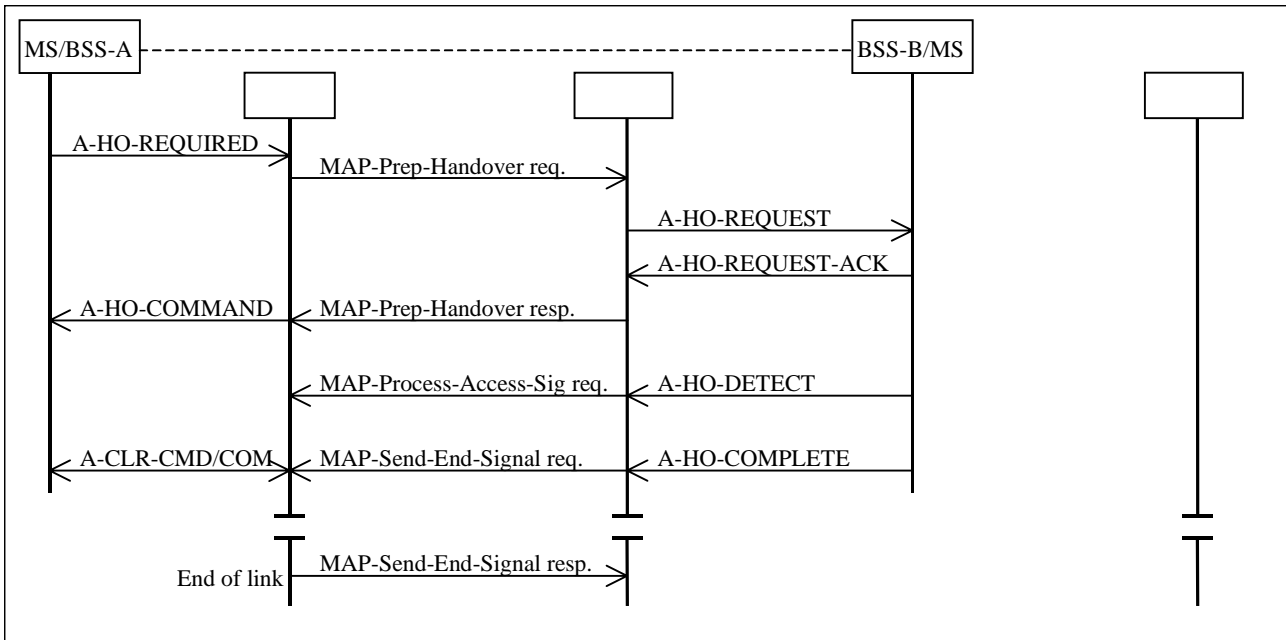 MS/BSS-A
BSS-B/MS
A-HO-REQUIRED
MAP-Prep-Handover req.
A-HO-REQUEST
A-HO-REQUEST-ACK
A-HO-COMMAND
MAP-Prep-Handover resp.
MAP-Process-Access-Sig req.
A-HO-DETECT
A-CLR-CMD/COM
MAP-Send-End-Signal req.
A-HO-COMPLETE
End of link
MAP-Send-End-Signal resp.